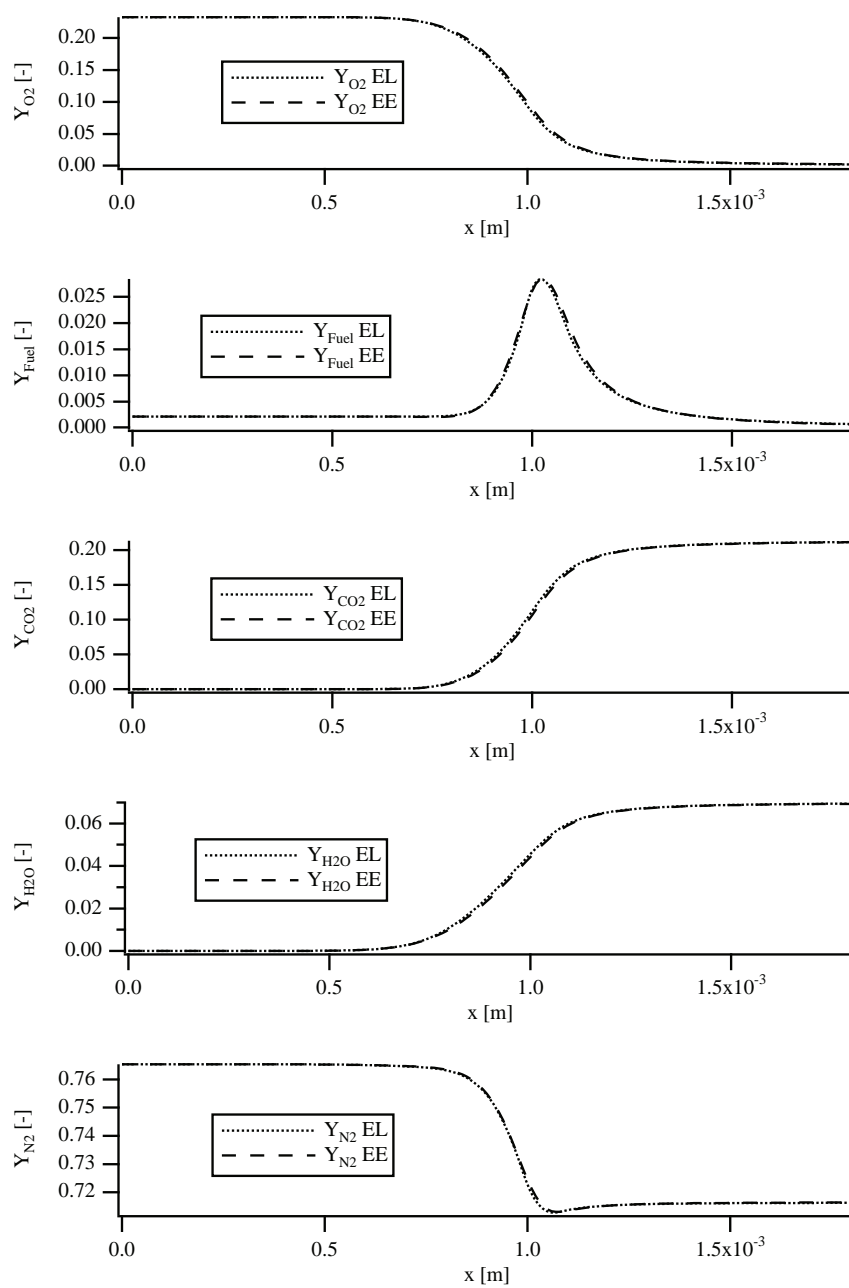 0.20
0.15
0.10
0.05
0.00
Y_O2 [-]
Y_O2 EL
Y_O2 EE
0.0 0.5 1.0 1.5x10^-3
x [m]
0.025
0.020
0.015
0.010
0.005
0.000
Y_Fuel [-]
Y_Fuel EL
Y_Fuel EE
0.0 0.5 1.0 1.5x10^-3
x [m]
0.20
0.15
0.10
0.05
0.00
Y_CO2 [-]
Y_CO2 EL
Y_CO2 EE
0.0 0.5 1.0 1.5x10^-3
x [m]
0.06
0.04
0.02
0.00
Y_H2O [-]
Y_H2O EL
Y_H2O EE
0.0 0.5 1.0 1.5x10^-3
x [m]
0.76
0.75
0.74
0.73
0.72
Y_N2 [-]
Y_N2 EL
Y_N2 EE
0.0 0.5 1.0 1.5x10^-3
x [m]